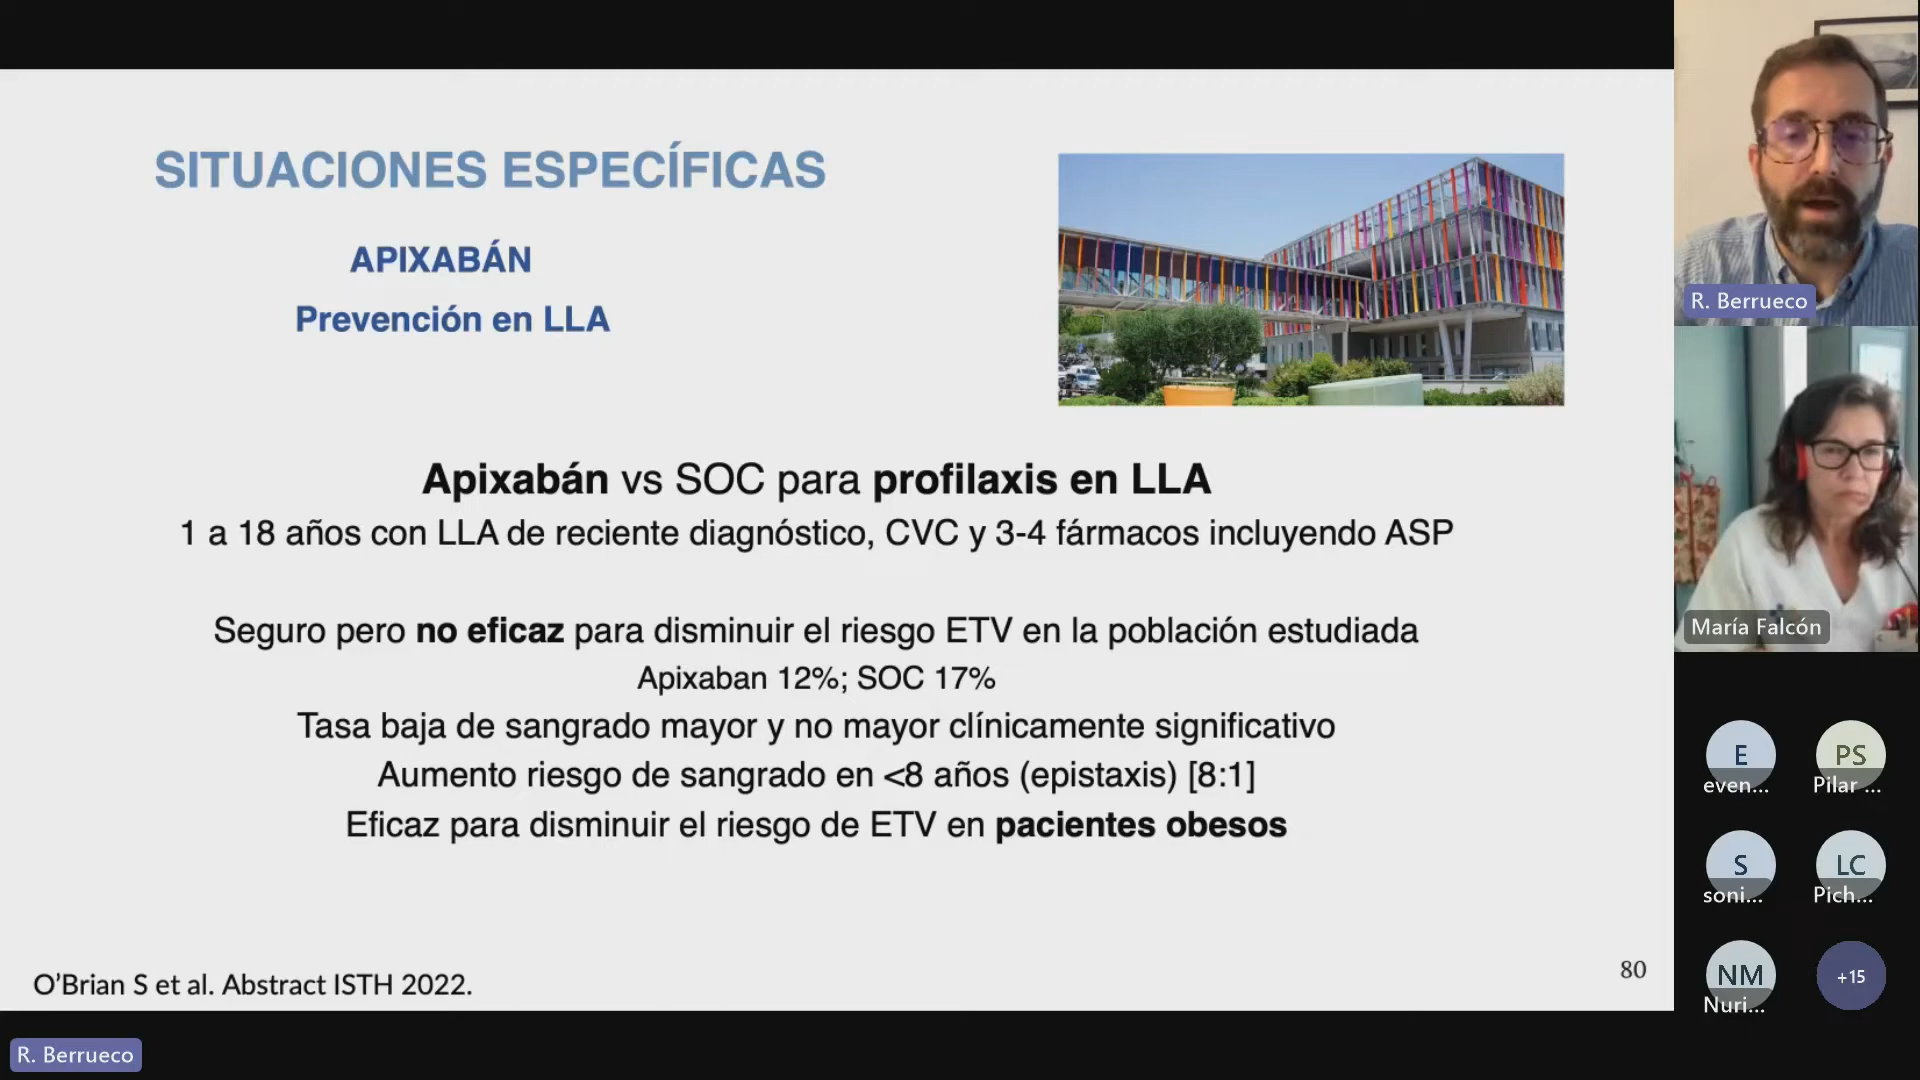 SITUACIONES ESPECÍFICAS
APIXABÁN
Prevención en LLA
Apixabán vs SOC para profilaxis en LLA
1 a 18 años con LLA de reciente diagnóstico, CVC y 3-4 fármacos incluyendo ASP
Seguro pero no eficaz para disminuir el riesgo ETV en la población estudiada
Apixaban 12%; SOC 17%
Tasa baja de sangrado mayor y no mayor clínicamente significativo
Aumento riesgo de sangrado en <8 años (epistaxis) [8:1]
Eficaz para disminuir el riesgo de ETV en pacientes obesos
O'Brian S et al. Abstract ISTH 2022.
80
R. Berrueco
R. Berrueco
María Falcón
E
even...
PS
Pilar ...
S
soni...
LC
Pich...
NM
Nuri...
+15